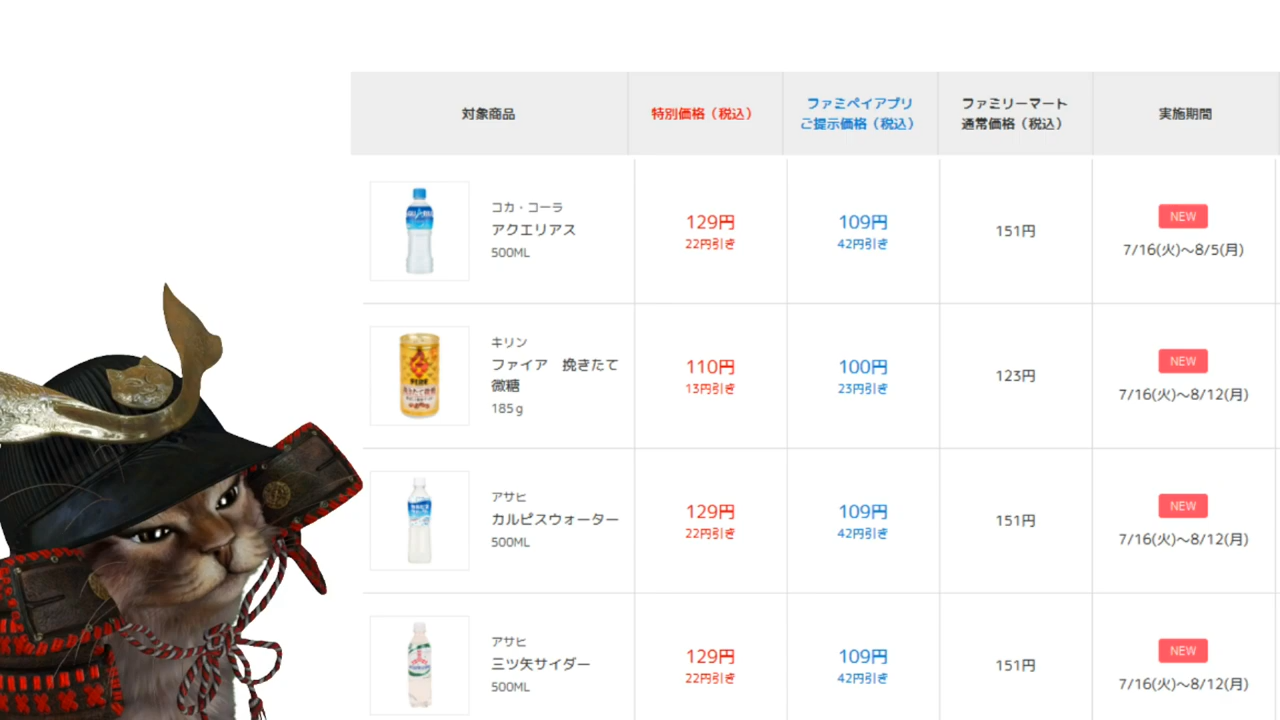 対象商品
特別価格（税込）
ファミペイアプリ
ご提示価格（税込）
ファミリーマート
通常価格（税込）
実施期間
コカ・コーラ
アクエリアス
500ML
129円
22円引き
109円
42円引き
151円
NEW
7/16(火)～8/5(月)
キリン
ファイア　挽きたて
微糖
185g
110円
13円引き
100円
23円引き
123円
NEW
7/16(火)～8/12(月)
アサヒ
カルピスウォーター
500ML
129円
22円引き
109円
42円引き
151円
NEW
7/16(火)～8/12(月)
アサヒ
三ツ矢サイダー
500ML
129円
22円引き
109円
42円引き
151円
NEW
7/16(火)～8/12(月)